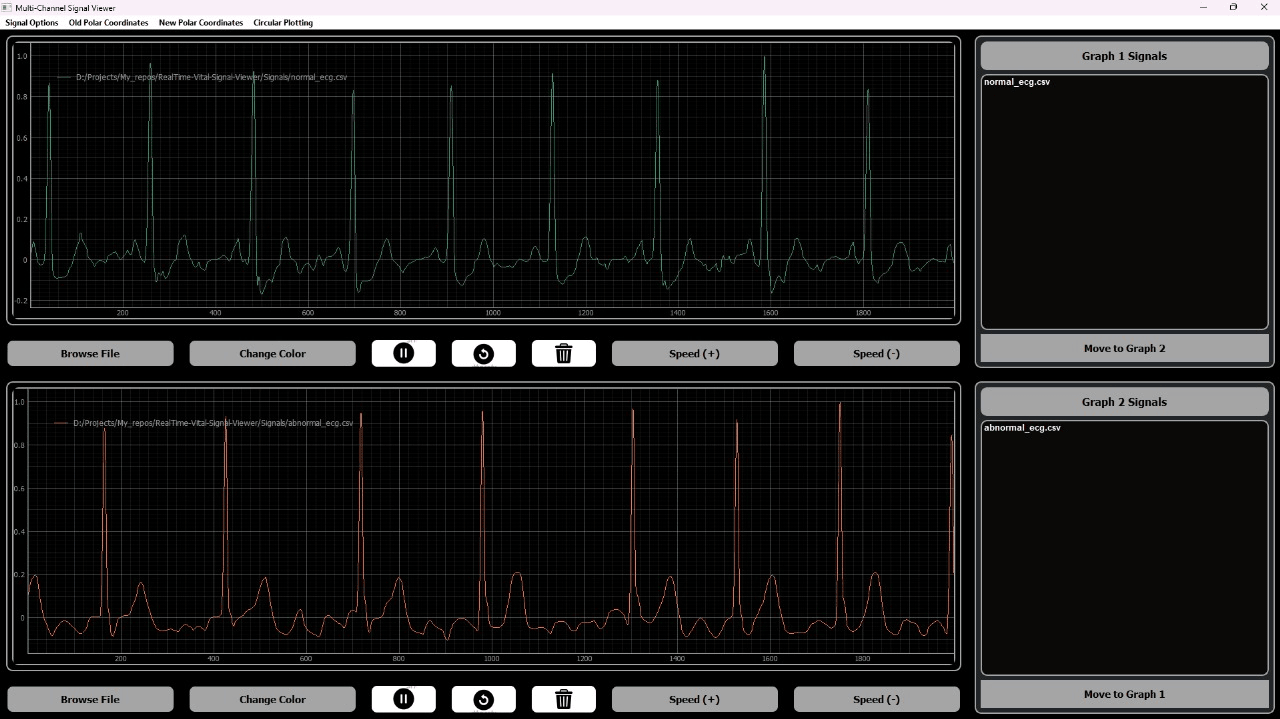 Multi-Channel Signal Viewer
Signal Options Old Polar Coordinates New Polar Coordinates Circular Plotting
D:/Projects/My_repos/RealTime-Vital-Signal-Viewer/Signals/normal_ecg.csv
1.0
0.8
0.6
0.4
0.2
0
-0.2
200 400 600 800 1000 1200 1400 1600 1800
Graph 1 Signals
normal_ecg.csv
Move to Graph 2
Browse File Change Color Speed (+) Speed (-)
D:/Projects/My_repos/RealTime-Vital-Signal-Viewer/Signals/abnormal_ecg.csv
1.0
0.8
0.6
0.4
0.2
0
200 400 600 800 1000 1200 1400 1600 1800
Graph 2 Signals
abnormal_ecg.csv
Move to Graph 1
Browse File Change Color Speed (+) Speed (-)